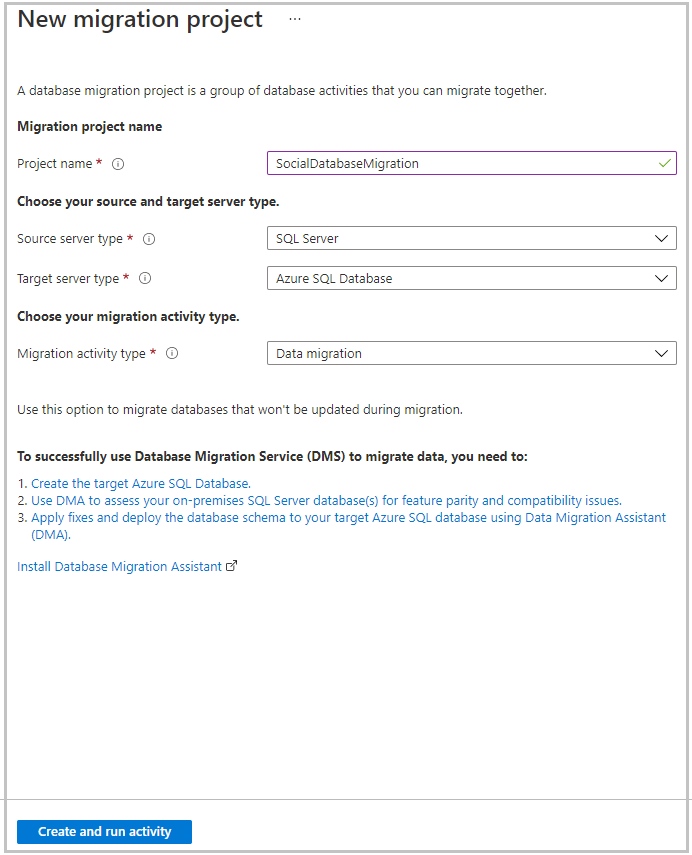 New migration project ...
A database migration project is a group of database activities that you can migrate together.
Migration project name
Project name * SocialDatabaseMigration
Choose your source and target server type.
Source server type * SQL Server
Target server type * Azure SQL Database
Choose your migration activity type.
Migration activity type * Data migration
Use this option to migrate databases that won't be updated during migration.
To successfully use Database Migration Service (DMS) to migrate data, you need to:
1. Create the target Azure SQL Database.
2. Use DMA to assess your on-premises SQL Server database(s) for feature parity and compatibility issues.
3. Apply fixes and deploy the database schema to your target Azure SQL database using Data Migration Assistant
(DMA).
Install Database Migration Assistant
Create and run activity